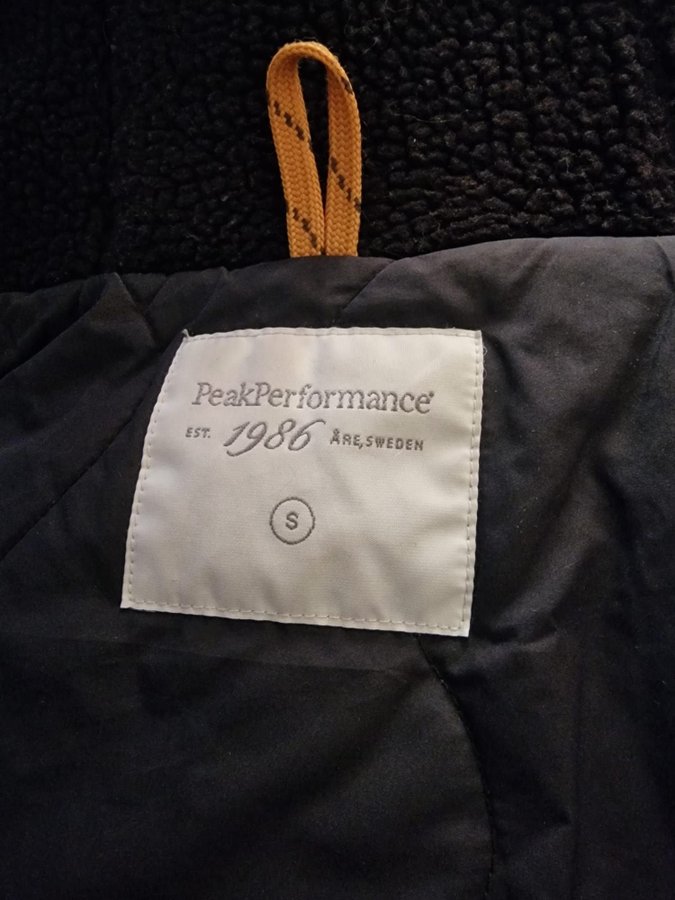 PeakPerformance®
EST. 1986 ÅRE, SWEDEN
S